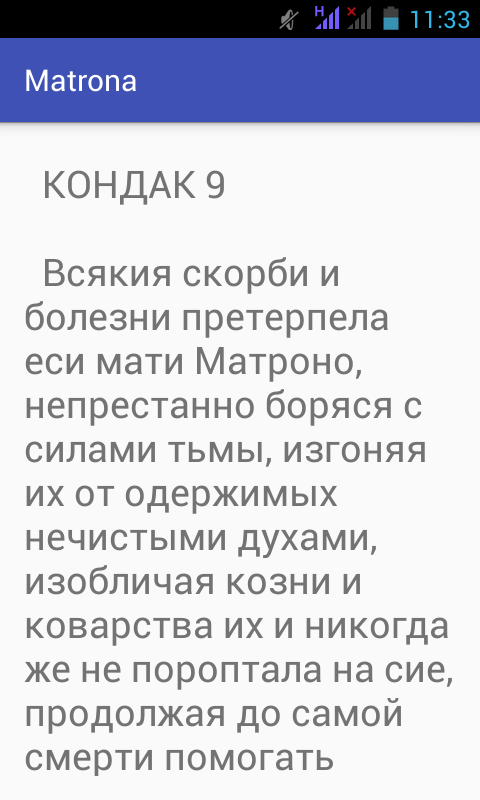 H
11:33
Matrona
КОНДАК 9
Всякия скорби и
болезни претерпела
еси мати Матроно,
непрестанно боряся с
силами тьмы, изгоняя
их от одержимых
нечистыми духами,
изобличая козни и
коварства их и никогда
же не пороптала на сие,
продолжая до самой
смерти помогать